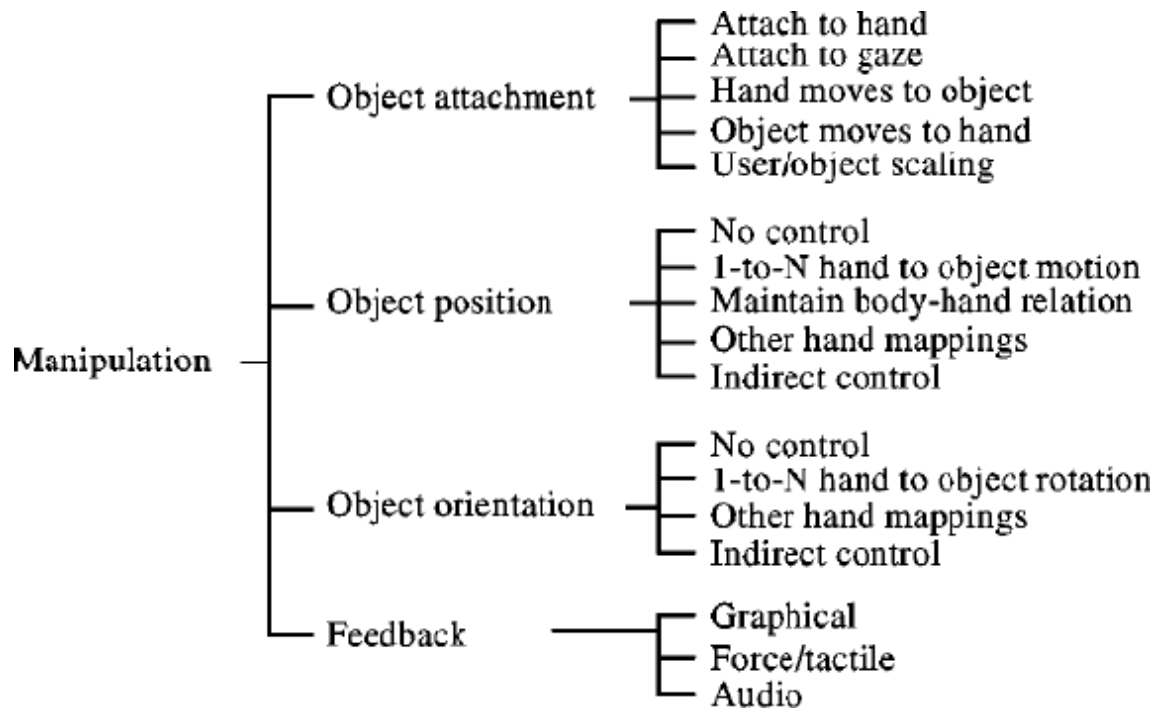 Manipulation
Object attachment
Attach to hand
Attach to gaze
Hand moves to object
Object moves to hand
User/object scaling
Object position
No control
1-to-N hand to object motion
Maintain body-hand relation
Other hand mappings
Indirect control
Object orientation
No control
1-to-N hand to object rotation
Other hand mappings
Indirect control
Feedback
Graphical
Force/tactile
Audio